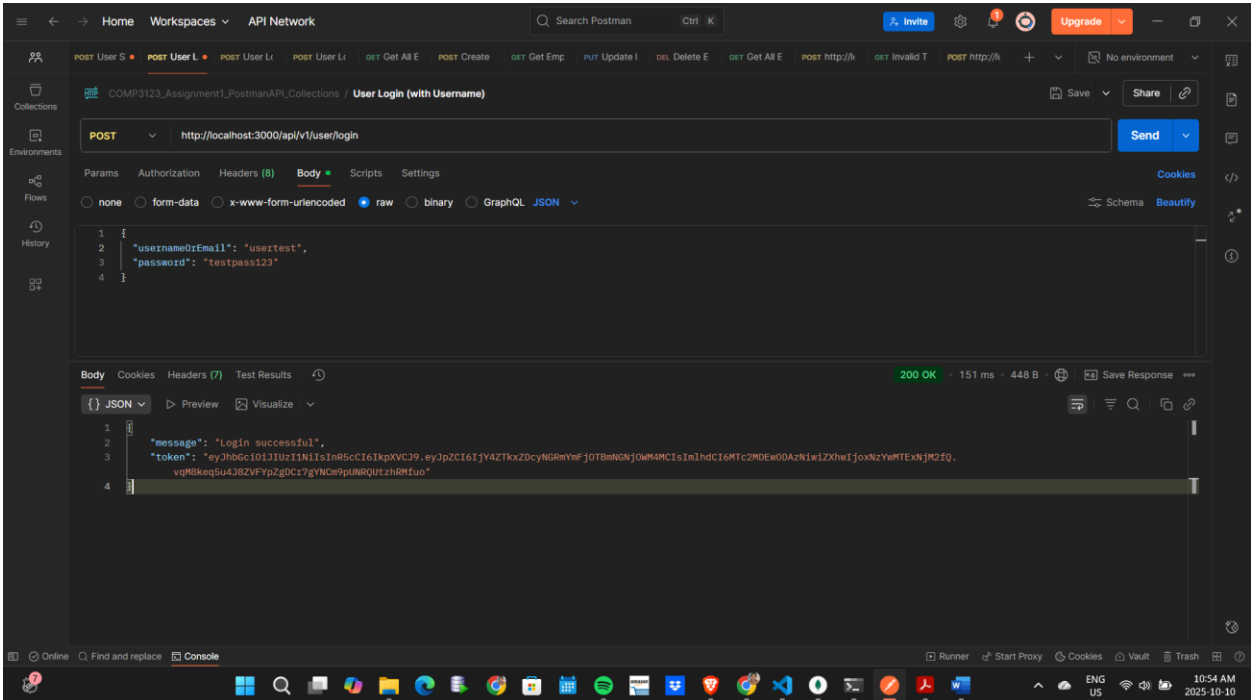 Home Workspaces API Network Search Postman Ctrl K Invite 1 Upgrade
POST User S POST User L POST User Lo POST User Lo GET Get All E POST Create GET Get Emp PUT Update I DEL Delete E GET Get All E POST http://l GET Invalid T POST http://lo No environment
Collections
Environments
Flows
History
HTTP COMP3123_Assignment1_PostmanAPI_Collections / User Login (with Username) Save Share
POST http://localhost:3000/api/v1/user/login Send
Params Authorization Headers (8) Body Scripts Settings Cookies
none form-data x-www-form-urlencoded raw binary GraphQL JSON Schema Beautify
1 {
2 "usernameOrEmail": "usertest",
3 "password": "testpass123"
4 }
Body Cookies Headers (7) Test Results 200 OK 151 ms 448 B Save Response
{} JSON Preview Visualize
1 {
2 "message": "Login successful",
3 "token": "eyJhbGciOiJIUzI1NiIsInR5cCI6IkpXVCJ9.eyJpZCI6IjY4ZTkxZDcyNGRmYmFjOTBmNGNjOWM4MCIsImlhdCI6MTc2MDEwODAzNiwiZXhwIjoxNzYwMTExNjM2fQ.
vqM8keq5u4J8ZVFYpZgDCr7gYNCm9pUNRQUtzhRMfuo"
4 }
Online Find and replace Console Runner Start Proxy Cookies Vault Trash
7 ENG US 10:54 AM
2025-10-10